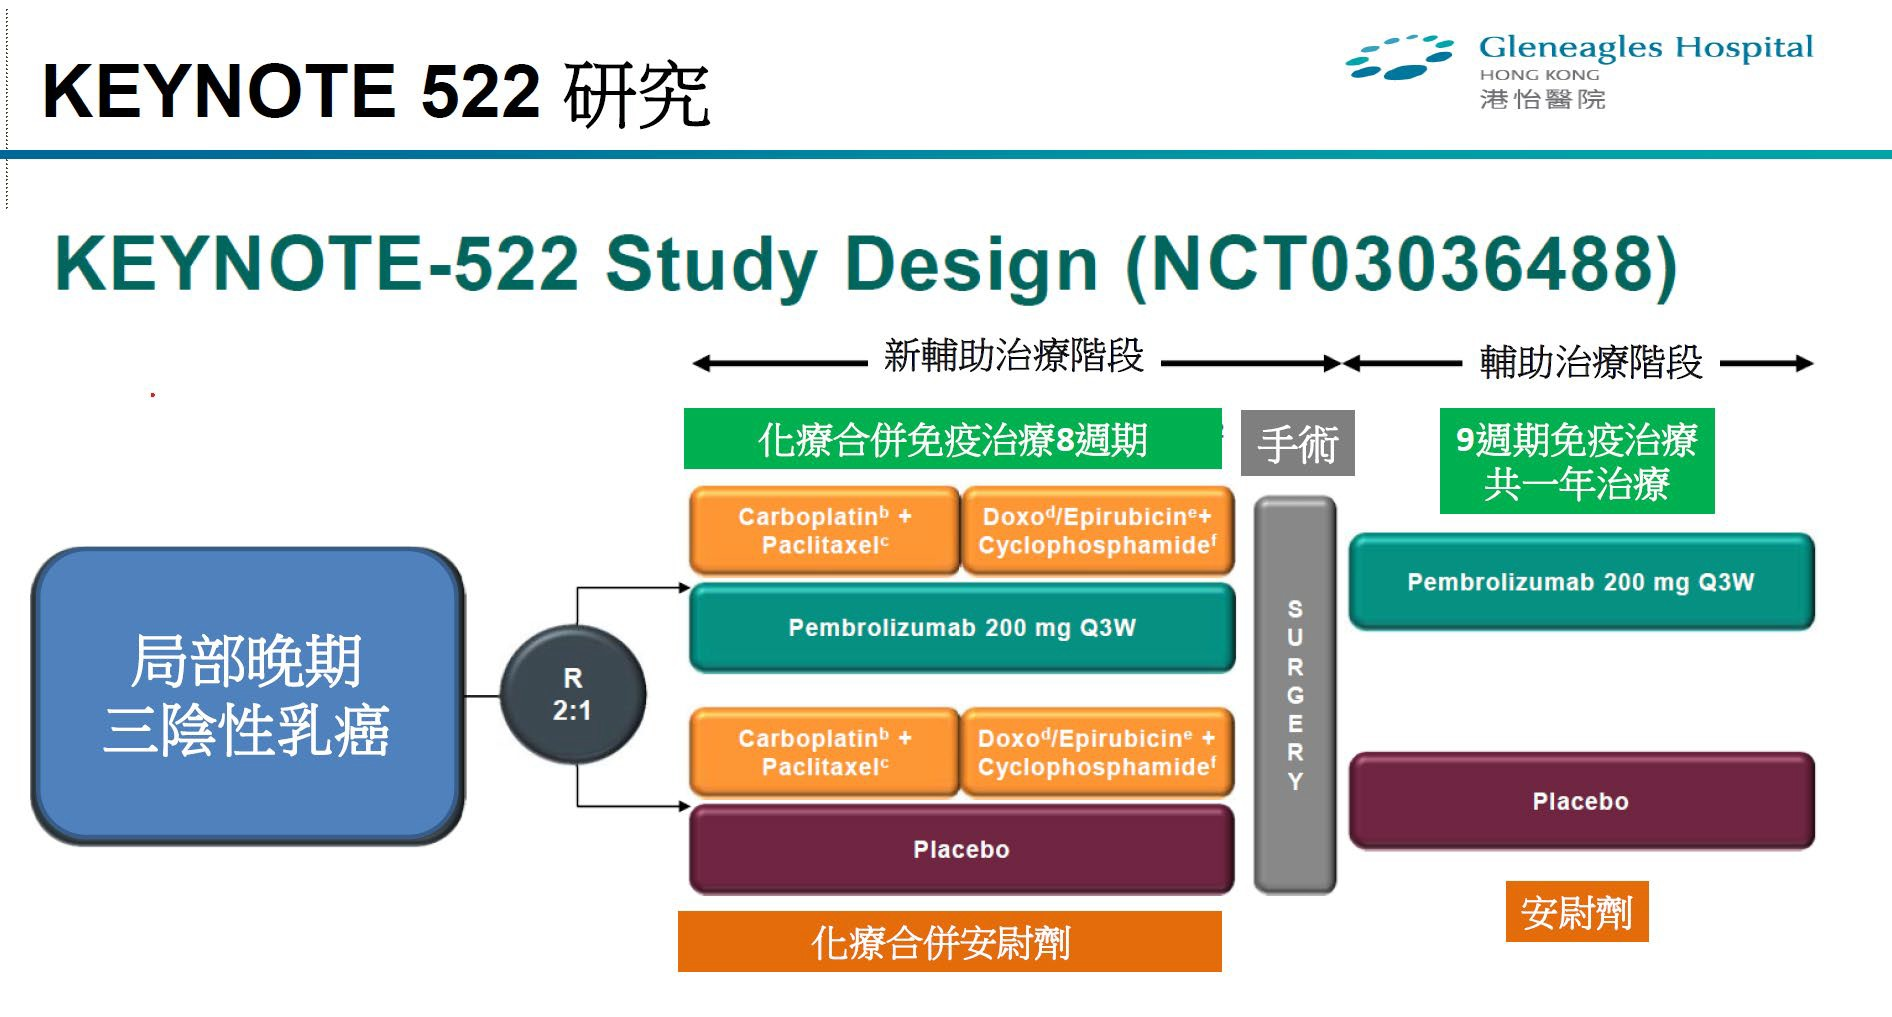 KEYNOTE 522 研究
Gleneagles Hospital
HONG KONG
港怡醫院
KEYNOTE-522 Study Design (NCT03036488)
新輔助治療階段
輔助治療階段
化療合併免疫治療8週期
手術
9週期免疫治療
共一年治療
Carboplatinᵇ +
Paclitaxelᶜ
Doxoᵈ/Epirubicinᵉ+
Cyclophosphamideᶠ
Pembrolizumab 200 mg Q3W
Pembrolizumab 200 mg Q3W
局部晚期
三陰性乳癌
R
2:1
S
U
R
G
E
R
Y
Carboplatinᵇ +
Paclitaxelᶜ
Doxoᵈ/Epirubicinᵉ +
Cyclophosphamideᶠ
Placebo
Placebo
化療合併安尉劑
安尉劑